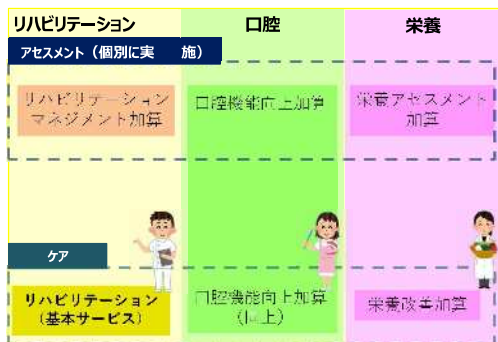 リハビリテーション 口腔 栄養
アセスメント（個別に実 施）
リハビリテーション
マネジメント加算
口腔機能向上加算
栄養アセスメント
加算
ケア
リハビリテーション
（基本サービス）
口腔機能向上加算
（同上）
栄養改善加算